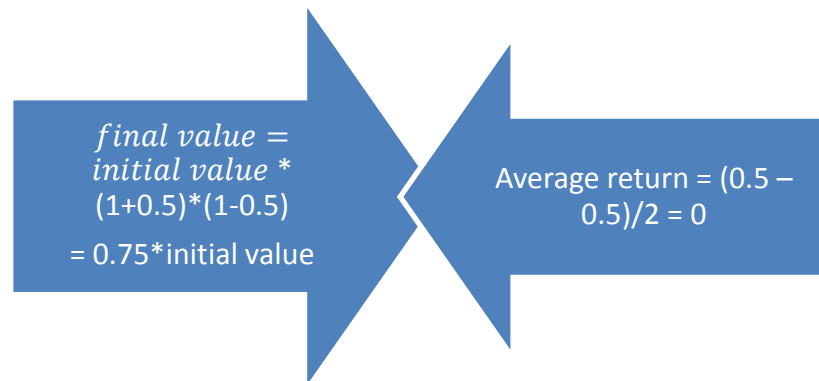 final value =
initial value *
(1+0.5)*(1-0.5)
= 0.75*initial value
Average return = (0.5 –
0.5)/2 = 0